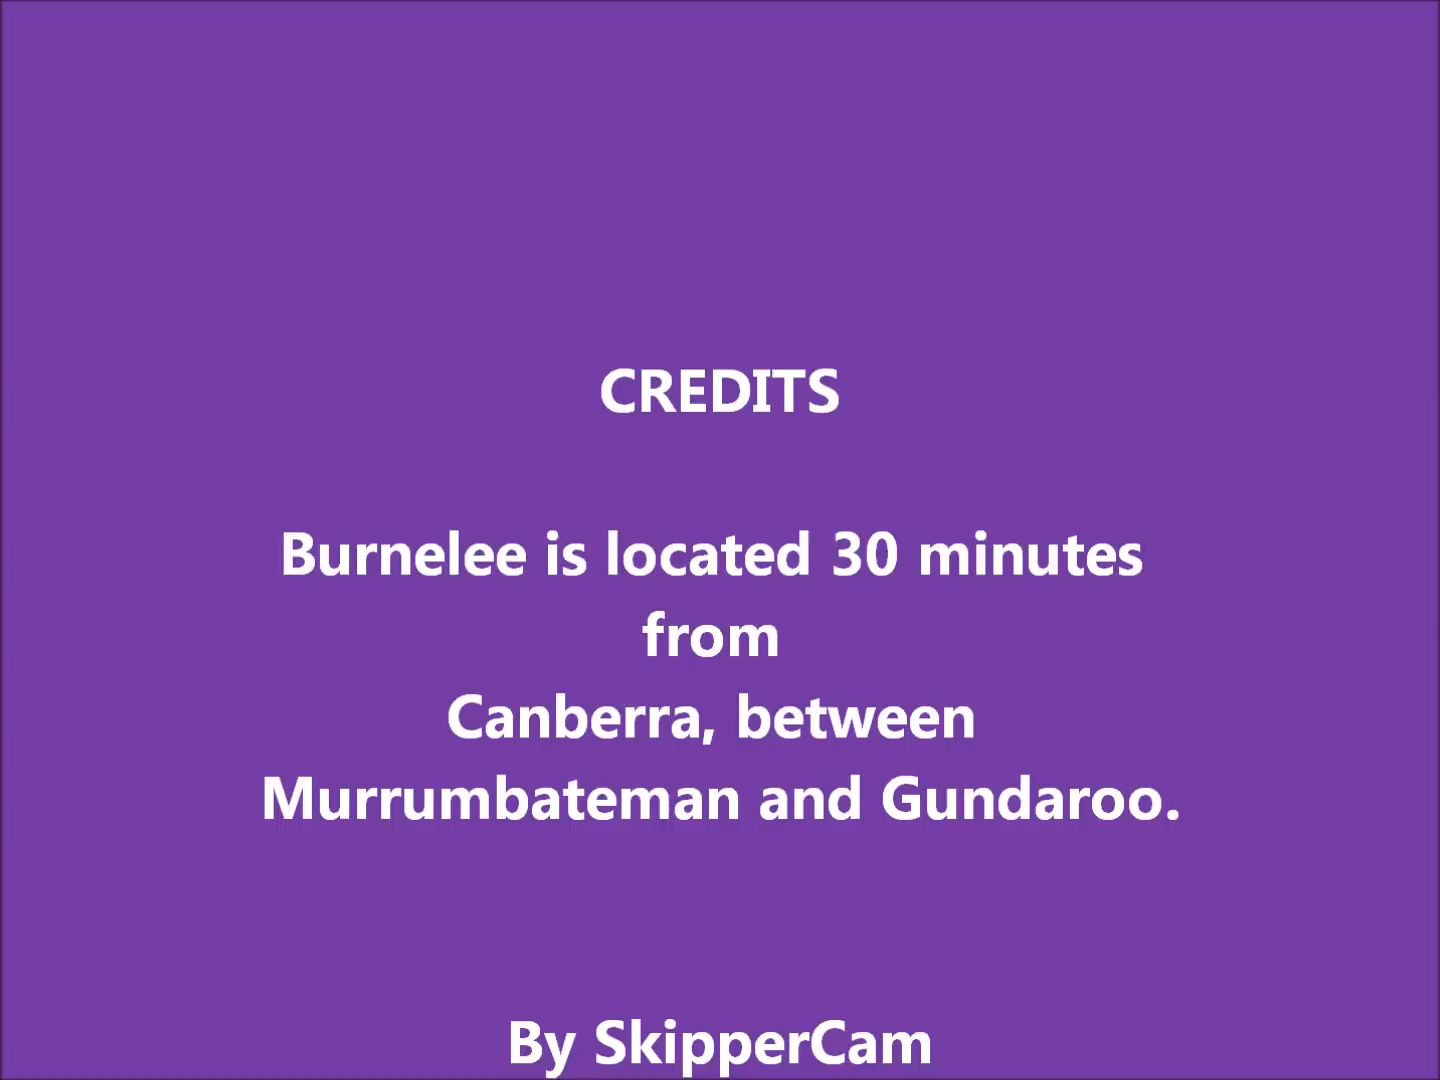 CREDITS
Burnelee is located 30 minutes
from
Canberra, between
Murrumbateman and Gundaroo.
By SkipperCam